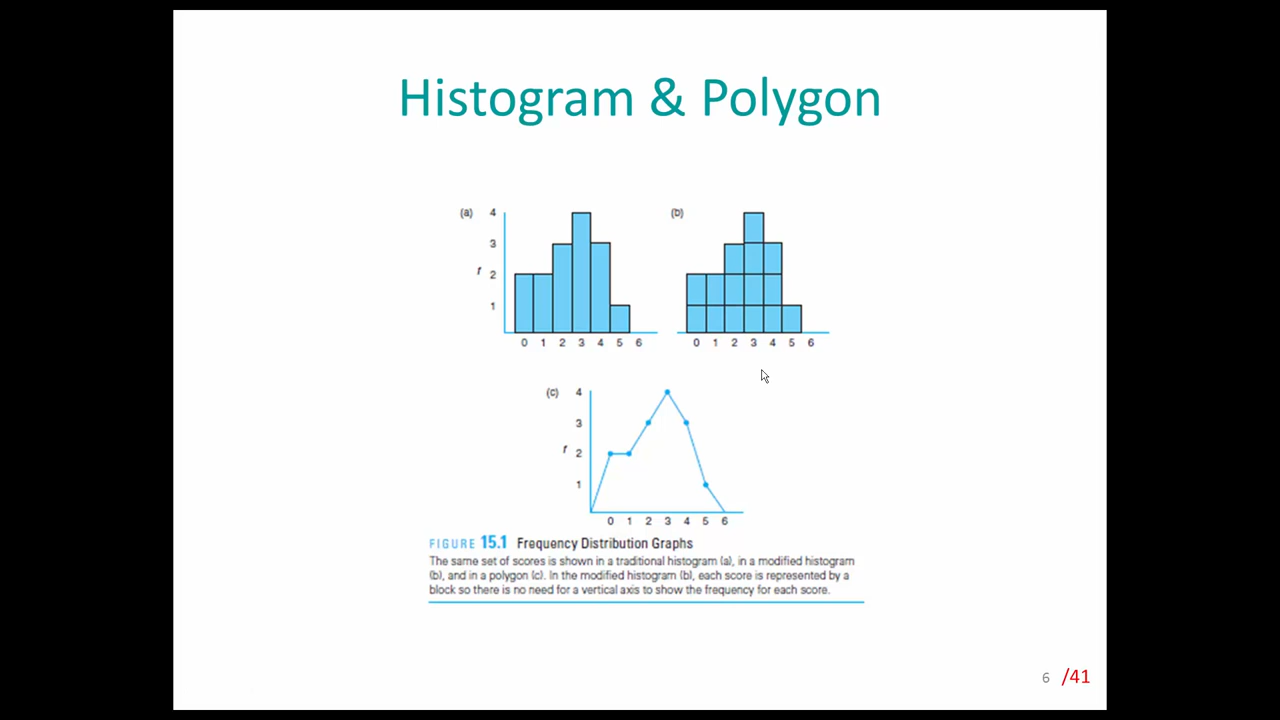 Histogram & Polygon
(a)
4
3
f 2
1
0 1 2 3 4 5 6
(b)
0 1 2 3 4 5 6
(c)
4
3
f 2
1
0 1 2 3 4 5 6
FIGURE 15.1 Frequency Distribution Graphs
The same set of scores is shown in a traditional histogram (a), in a modified histogram
(b), and in a polygon (c). In the modified histogram (b), each score is represented by a
block so there is no need for a vertical axis to show the frequency for each score.
6 /41